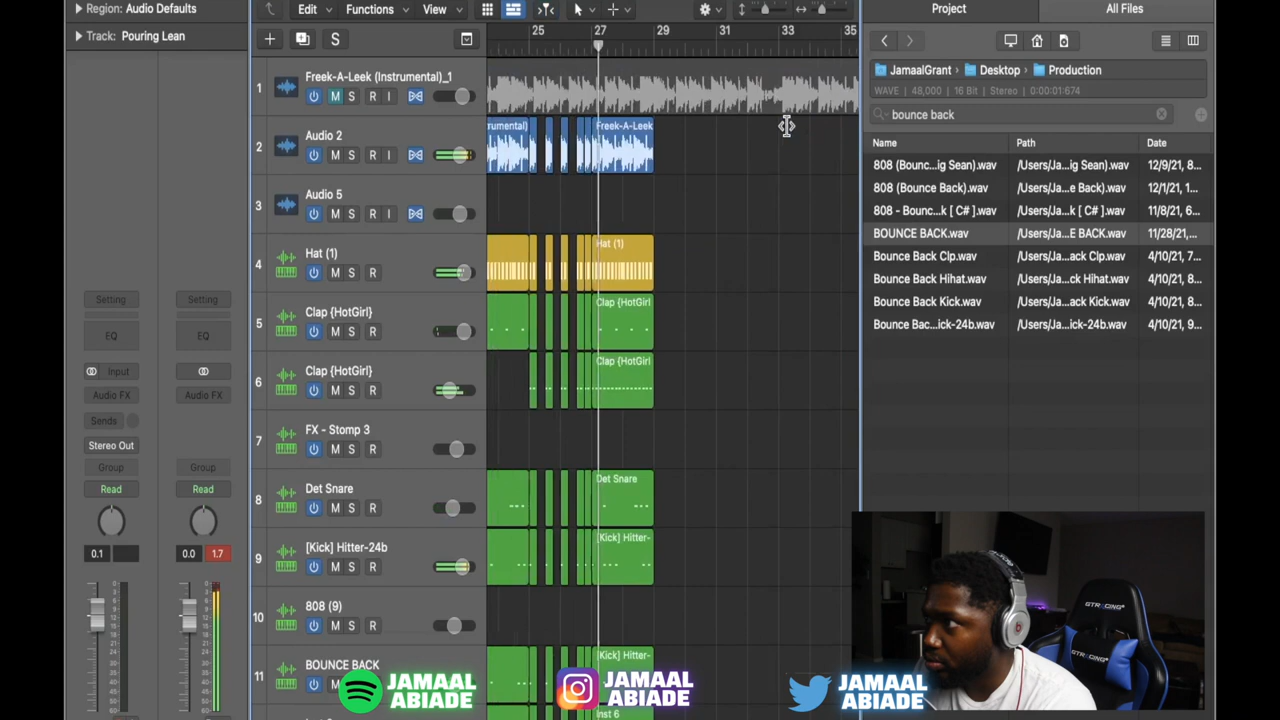 Region: Audio Defaults
Track: Pouring Lean
Edit Functions View
25 27 29 31 33 35
Project All Files
JamaalGrant Desktop Production
WAVE | 48,000 | 16 Bit | Stereo | 0:00:01:674
bounce back
Name Path Date
808 (Bounc...ig Sean).wav /Users/Ja...ig Sean).wav 12/9/21, 8...
808 (Bounce Back).wav /Users/Ja...e Back).wav 12/1/21, 1...
808 - Bounc...k [ C# ].wav /Users/Ja...k [ C# ].wav 11/8/21, 6...
BOUNCE BACK.wav /Users/Ja...E BACK.wav 11/28/21,...
Bounce Back Clp.wav /Users/Ja...ack Clp.wav 4/10/21, 7...
Bounce Back Hihat.wav /Users/Ja...ck Hihat.wav 4/10/21, 8...
Bounce Back Kick.wav /Users/Ja...ck Kick.wav 4/10/21, 8...
Bounce Bac...ick-24b.wav /Users/Ja...ick-24b.wav 4/10/21, 9...
S
1 Freek-A-Leek (Instrumental)_1
M S R I
2 Audio 2
M S R I
rumental) Freek-A-Leek
3 Audio 5
M S R I
4 Hat (1)
M S R
Hat (1)
5 Clap {HotGirl}
M S R
Clap {HotGirl
6 Clap {HotGirl}
M S R
Clap {HotGirl
7 FX - Stomp 3
M S R
8 Det Snare
M S R
Det Snare
9 [Kick] Hitter-24b
M S R
[Kick] Hitter-
10 808 (9)
M S R
11 BOUNCE BACK
M
[Kick] Hitter-
Inst 6
Setting Setting
EQ EQ
Input
Audio FX Audio FX
Sends
Stereo Out
Group Group
Read Read
0.1 0.0 1.7
GTRACING
GTRACING
JAMAAL ABIADE
JAMAAL ABIADE
JAMAAL ABIADE